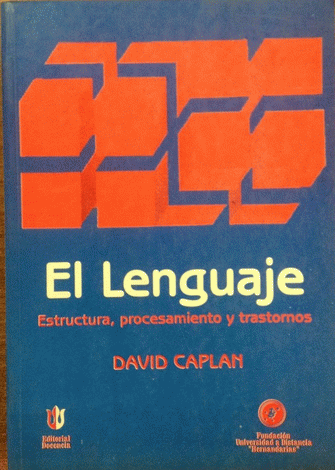 El Lenguaje
Estructura, procesamiento y trastornos
DAVID CAPLAN
Editorial
Docencia
Fundación
Universidad a Distancia
"Hernandarias"